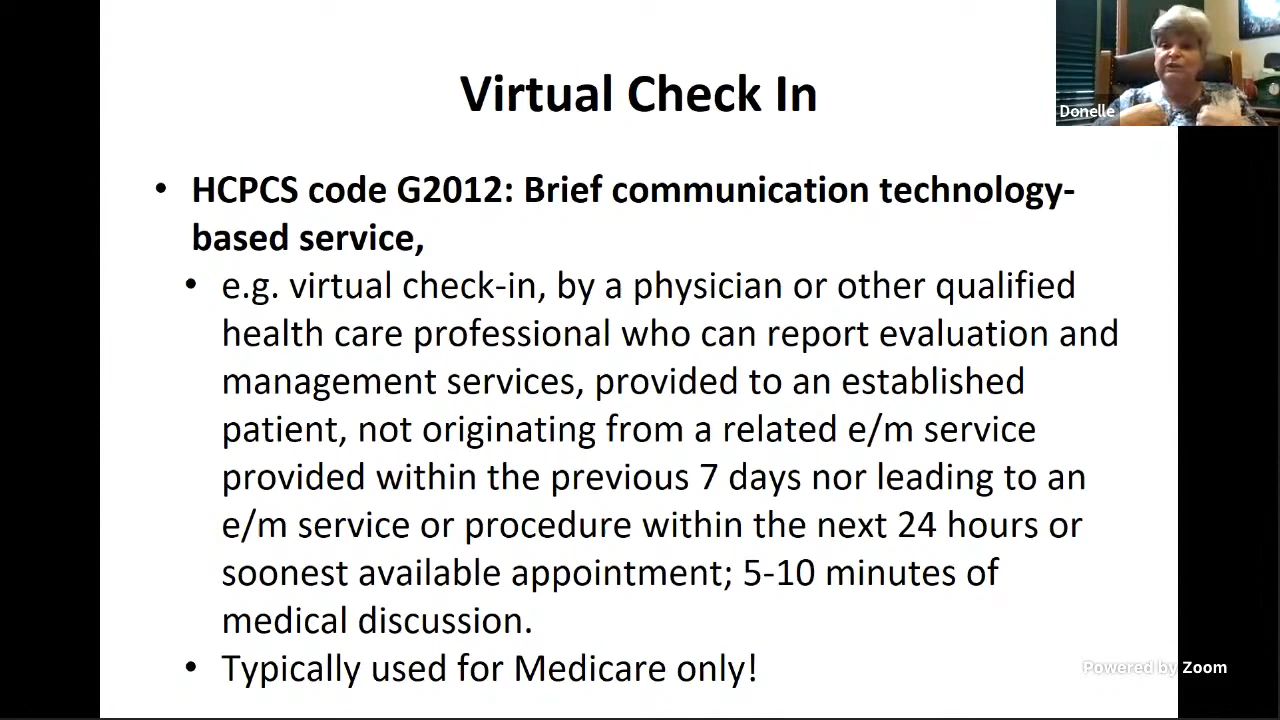 Virtual Check In
Donelle
• HCPCS code G2012: Brief communication technology-
based service,
• e.g. virtual check-in, by a physician or other qualified
health care professional who can report evaluation and
management services, provided to an established
patient, not originating from a related e/m service
provided within the previous 7 days nor leading to an
e/m service or procedure within the next 24 hours or
soonest available appointment; 5-10 minutes of
medical discussion.
• Typically used for Medicare only!
Powered by Zoom